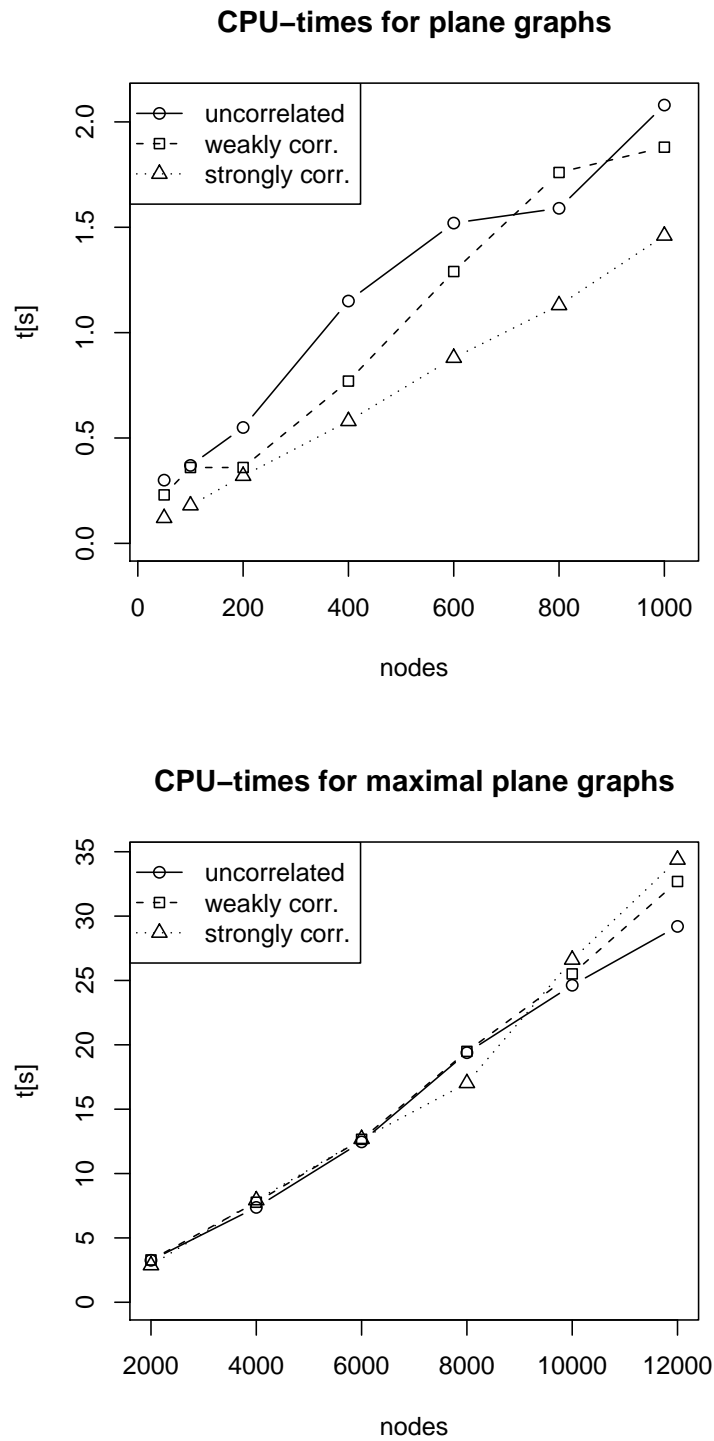 CPU–times for plane graphs
uncorrelated
weakly corr.
strongly corr.
2.0
1.5
1.0
0.5
0.0
t[s]
0 200 400 600 800 1000
nodes
CPU–times for maximal plane graphs
uncorrelated
weakly corr.
strongly corr.
35
30
25
20
15
10
5
0
t[s]
2000 4000 6000 8000 10000 12000
nodes